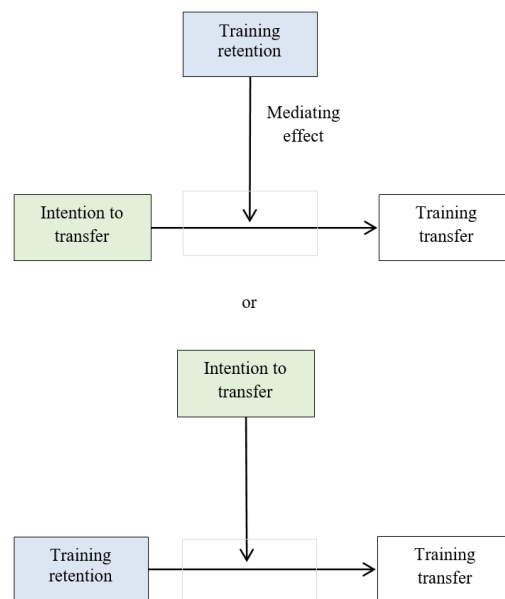 Training
retention
Mediating
effect
Intention to
transfer
Training
transfer
or
Intention to
transfer
Training
retention
Training
transfer